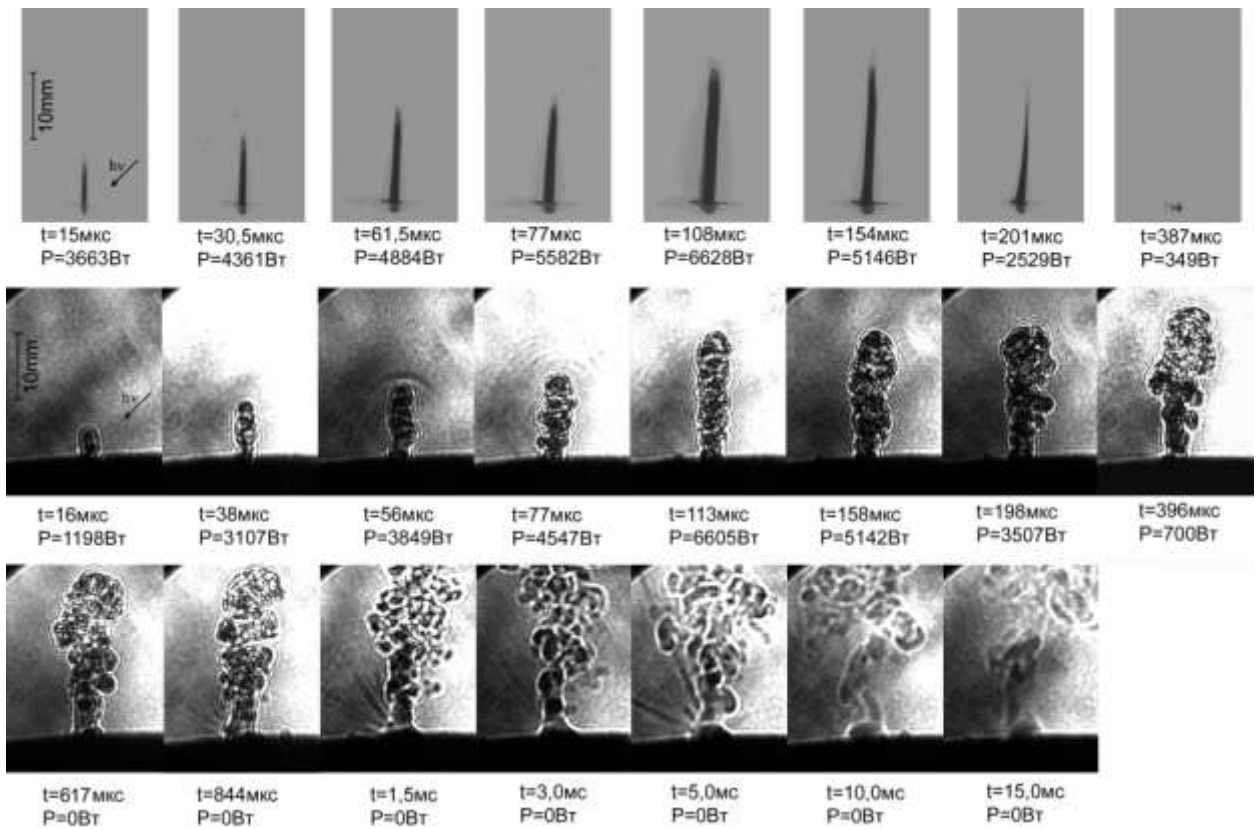 10mm
hν
t=15мкс
P=3663Вт
t=30,5мкс
P=4361Вт
t=61,5мкс
P=4884Вт
t=77мкс
P=5582Вт
t=108мкс
P=6628Вт
t=154мкс
P=5146Вт
t=201мкс
P=2529Вт
t=387мкс
P=349Вт
10mm
hν
t=16мкс
P=1198Вт
t=38мкс
P=3107Вт
t=56мкс
P=3849Вт
t=77мкс
P=4547Вт
t=113мкс
P=6605Вт
t=158мкс
P=5142Вт
t=198мкс
P=3507Вт
t=396мкс
P=700Вт
t=617мкс
P=0Вт
t=844мкс
P=0Вт
t=1,5мс
P=0Вт
t=3,0мс
P=0Вт
t=5,0мс
P=0Вт
t=10,0мс
P=0Вт
t=15,0мс
P=0Вт